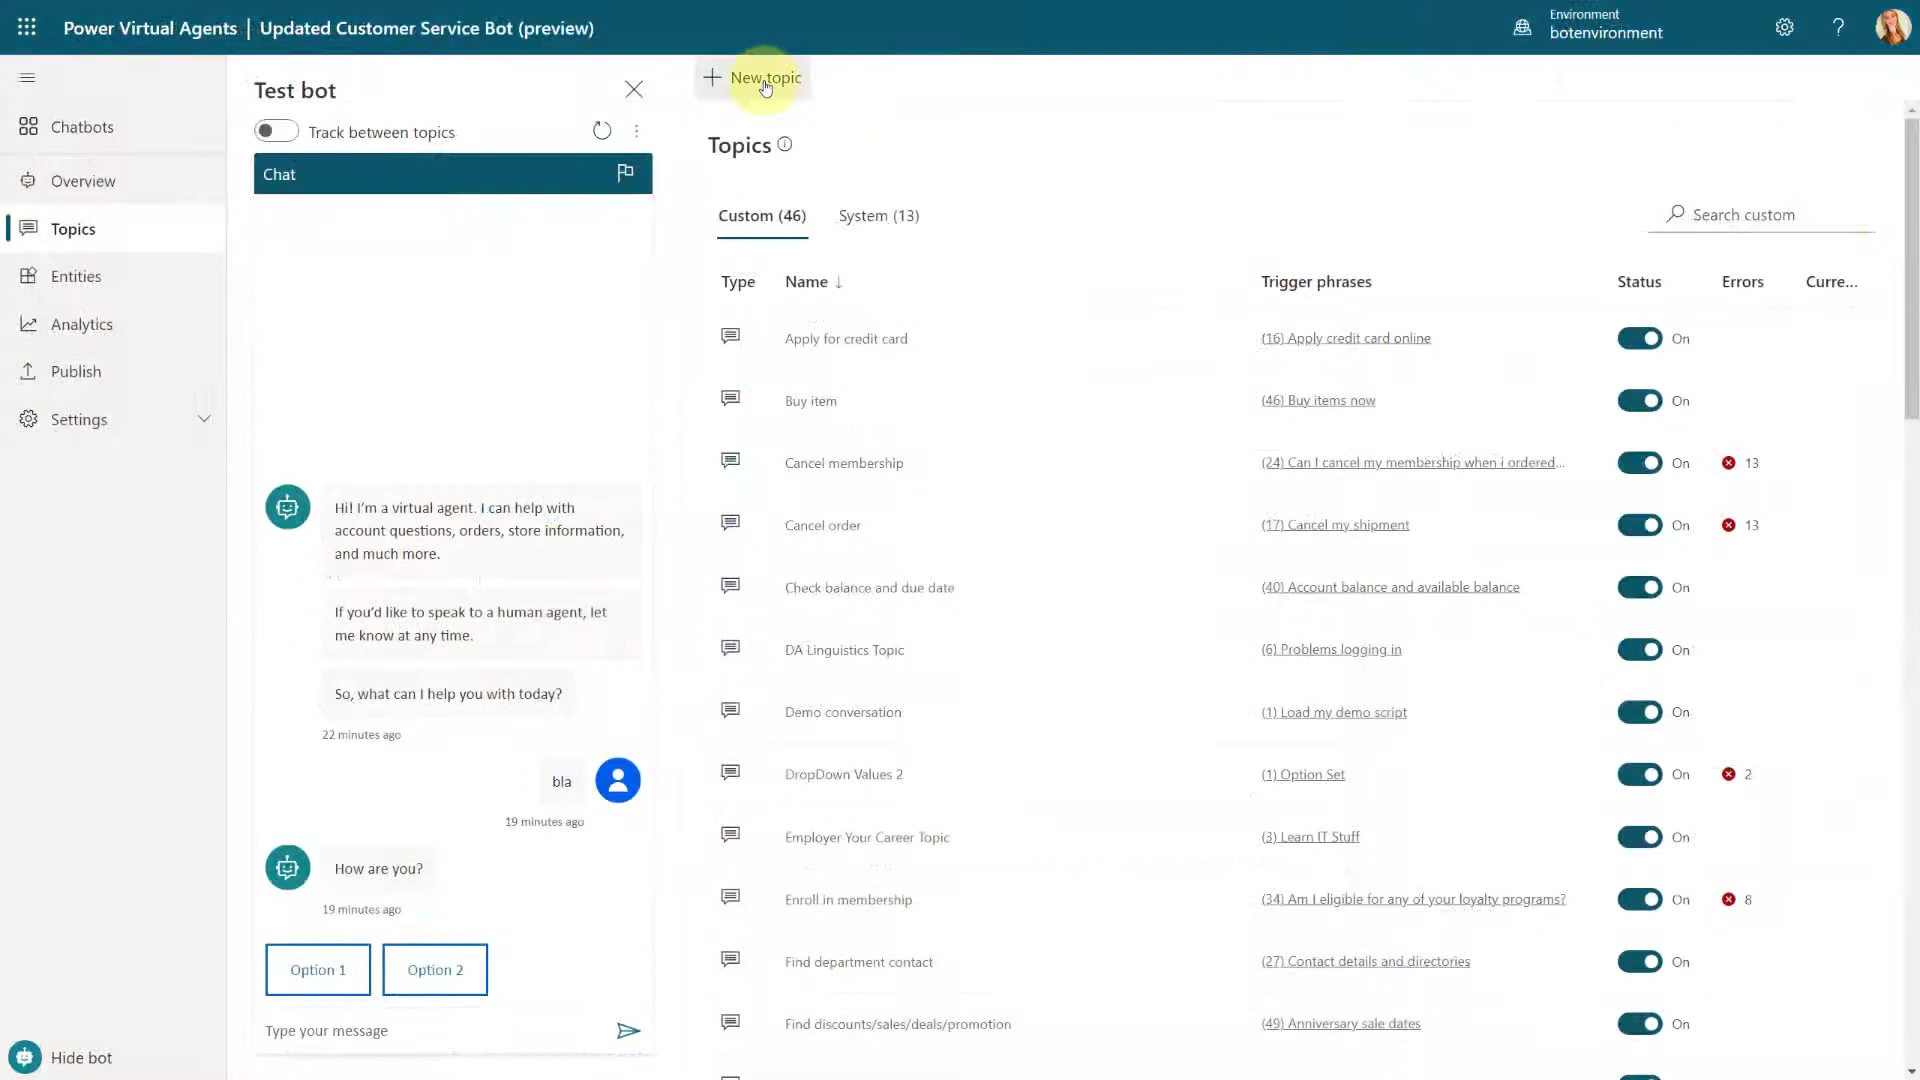 Power Virtual Agents | Updated Customer Service Bot (preview)
Environment
botenvironment
Chatbots
Overview
Topics
Entities
Analytics
Publish
Settings
Hide bot
Test bot
Track between topics
Chat
Hi! I'm a virtual agent. I can help with
account questions, orders, store information,
and much more.
If you'd like to speak to a human agent, let
me know at any time.
So, what can I help you with today?
22 minutes ago
bla
19 minutes ago
How are you?
19 minutes ago
Option 1
Option 2
Type your message
New topic
Topics
Custom (46)
System (13)
Search custom
Type Name Trigger phrases Status Errors Curre...
Apply for credit card (16) Apply credit card online On
Buy item (46) Buy items now On
Cancel membership (24) Can I cancel my membership when i ordered... On 13
Cancel order (17) Cancel my shipment On 13
Check balance and due date (40) Account balance and available balance On
DA Linguistics Topic (6) Problems logging in On
Demo conversation (1) Load my demo script On
DropDown Values 2 (1) Option Set On 2
Employer Your Career Topic (3) Learn IT Stuff On
Enroll in membership (34) Am I eligible for any of your loyalty programs? On 8
Find department contact (27) Contact details and directories On
Find discounts/sales/deals/promotion (49) Anniversary sale dates On